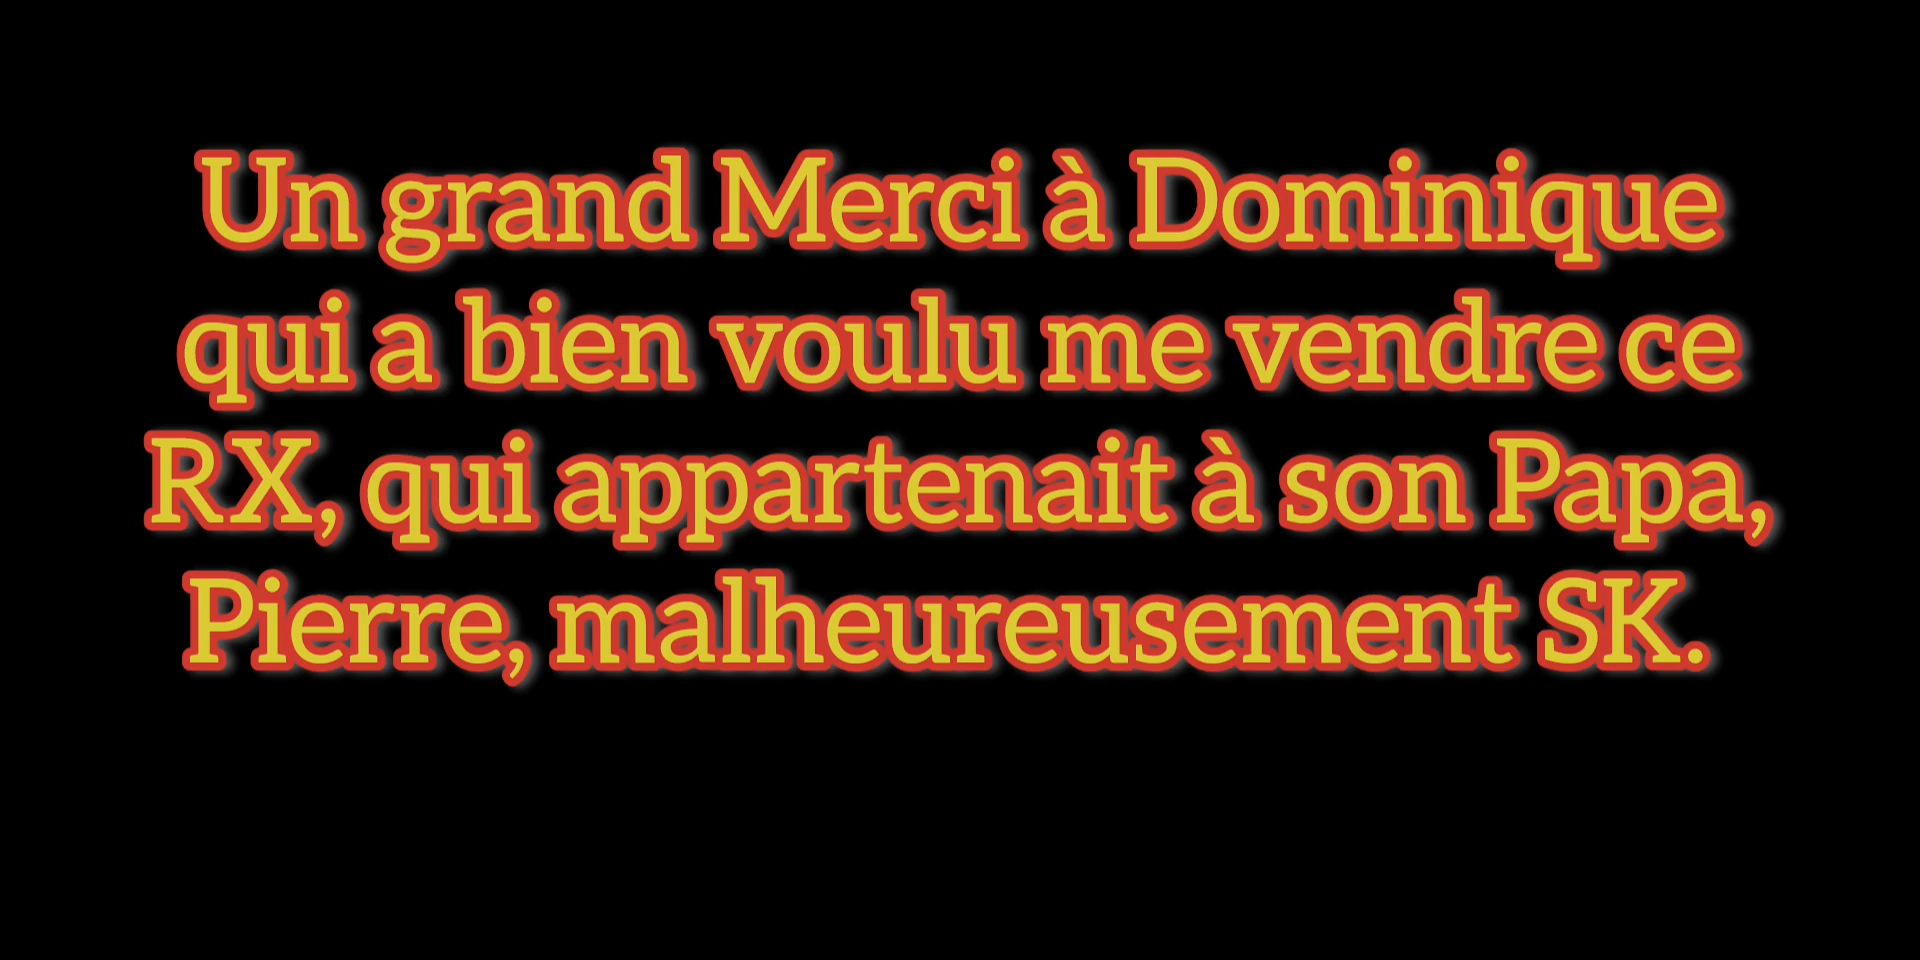 Un grand Merci à Dominique
qui a bien voulu me vendre ce
RX, qui appartenait à son Papa,
Pierre, malheureusement SK.